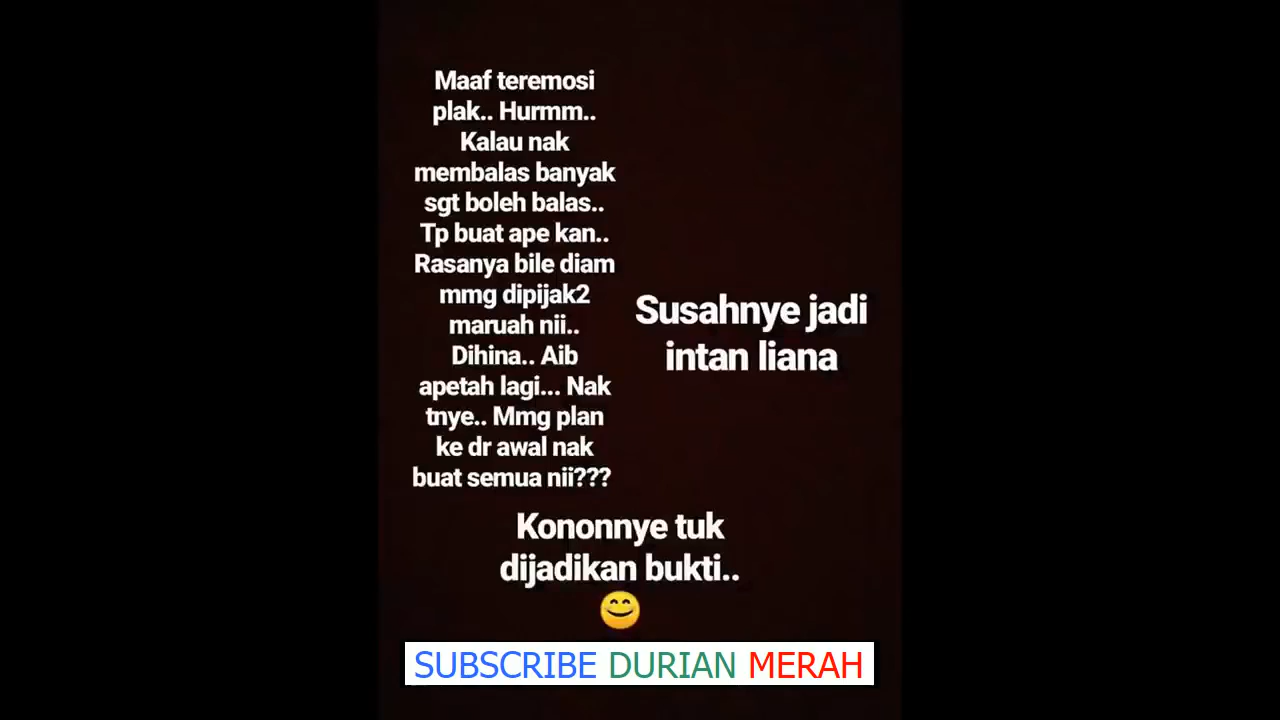 Maaf teremosi
plak.. Hurmm..
Kalau nak
membalas banyak
sgt boleh balas..
Tp buat ape kan..
Rasanya bile diam
mmg dipijak2
maruah nii..
Dihina.. Aib
apetah lagi... Nak
tnye.. Mmg plan
ke dr awal nak
buat semua nii???
Susahnye jadi
intan liana
Kononnye tuk
dijadikan bukti..
😊
SUBSCRIBE DURIAN MERAH